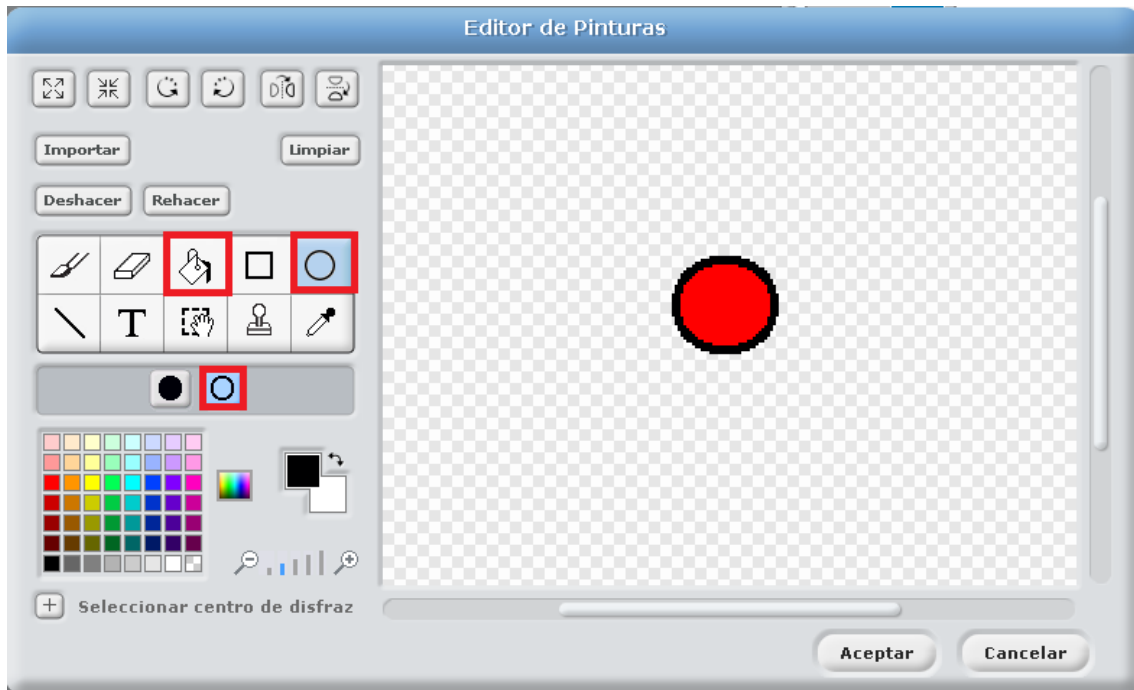 Editor de Pinturas
Importar
Limpiar
Deshacer
Rehacer
T
Seleccionar centro de disfraz
Aceptar
Cancelar